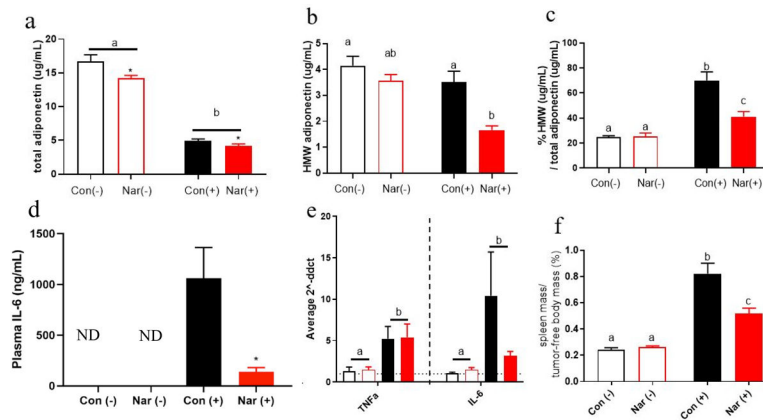 a
total adiponectin (ug/mL)
20
15
10
5
0
a
*
b
*
Con(-) Nar(-) Con(+) Nar(+)
b
HMW adiponectin (ug/mL)
5
4
3
2
1
0
a
ab
a
b
Con(-) Nar(-) Con(+) Nar(+)
c
%HMW (ug/mL)
/ total adiponectin (ug/mL)
100
80
60
40
20
0
a
a
b
c
Con(-) Nar(-) Con(+) Nar(+)
d
Plasma IL-6 (ng/mL)
1500
1000
500
0
ND
ND
*
Con (-) Nar (-) Con (+) Nar (+)
e
Average 2^-ddct
20
15
10
5
0
a
b
a
b
TNFa
IL-6
f
spleen mass/
tumor-free body mass (%)
1.0
0.8
0.6
0.4
0.2
0.0
a
a
b
c
Con (-) Nar (-) Con (+) Nar (+)